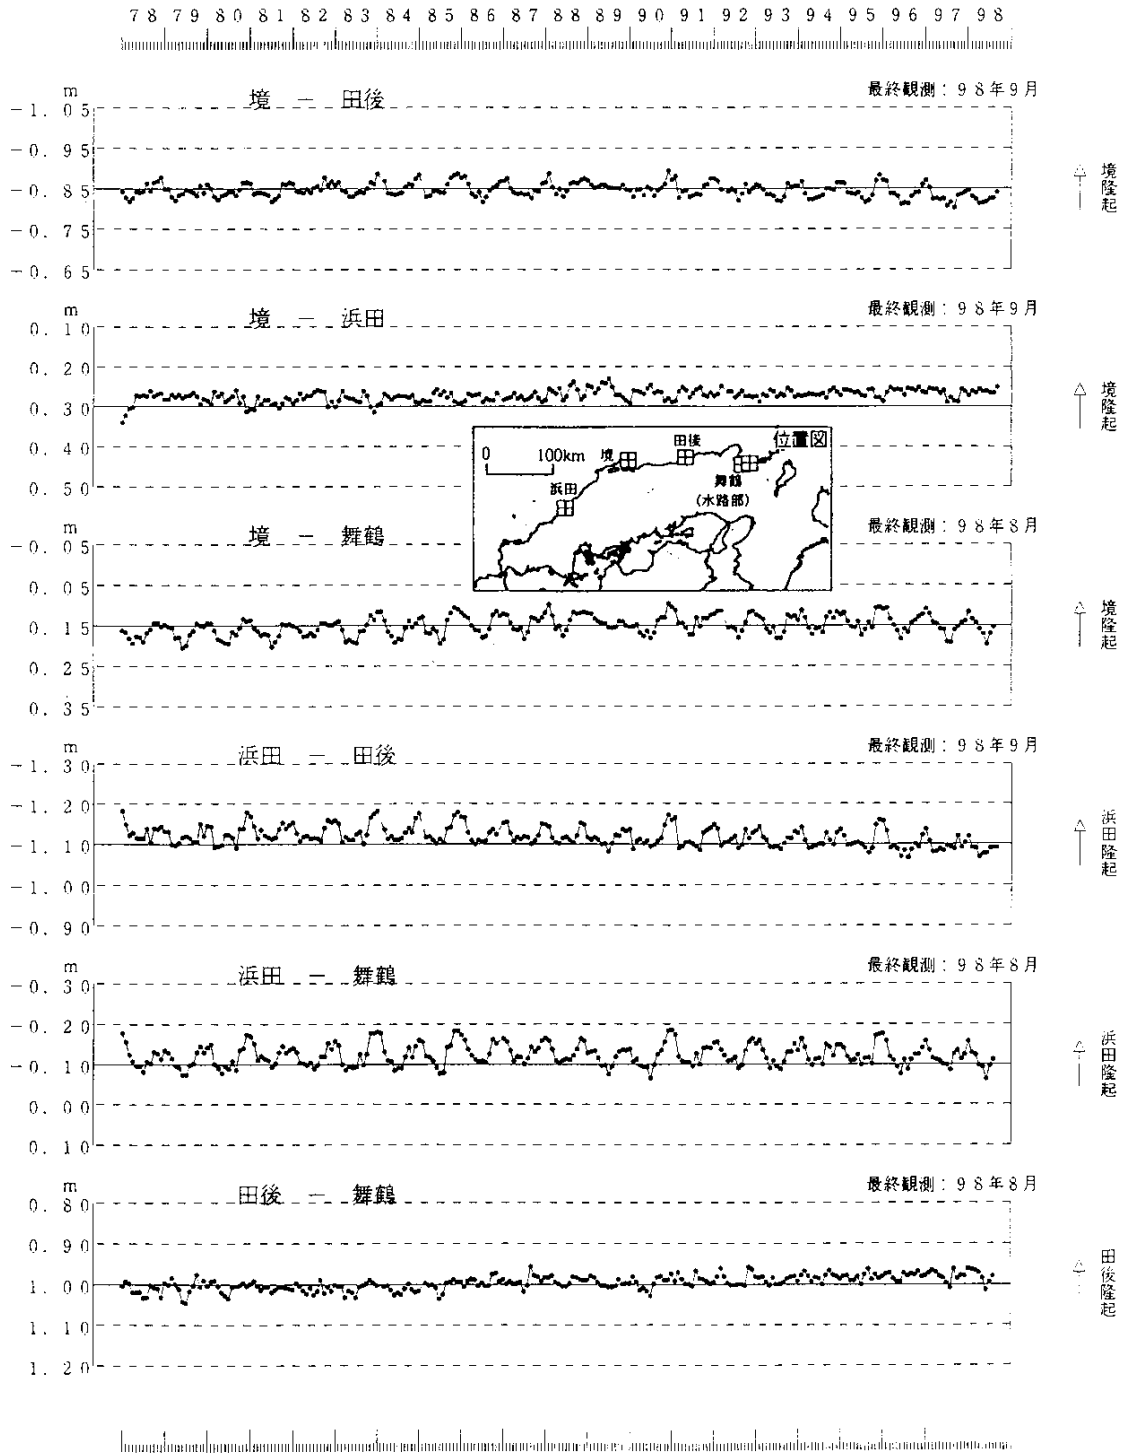 78 79 80 81 82 83 84 85 86 87 88 89 90 91 92 93 94 95 96 97 98
m
境 － 田後
最終観測：98年9月
－1.05
－0.95
－0.85
－0.75
－0.65
境隆起
m
境 － 浜田
最終観測：98年9月
0.10
0.20
0.30
0.40
0.50
境隆起
位置図
0 100km
境
田後
浜田
舞鶴
(水路部)
m
境 － 舞鶴
最終観測：98年8月
－0.05
0.05
0.15
0.25
0.35
境隆起
m
浜田 － 田後
最終観測：98年9月
－1.30
－1.20
－1.10
－1.00
－0.90
浜田隆起
m
浜田 － 舞鶴
最終観測：98年8月
－0.30
－0.20
－0.10
0.00
0.10
浜田隆起
m
田後 － 舞鶴
最終観測：98年8月
0.80
0.90
1.00
1.10
1.20
田後隆起